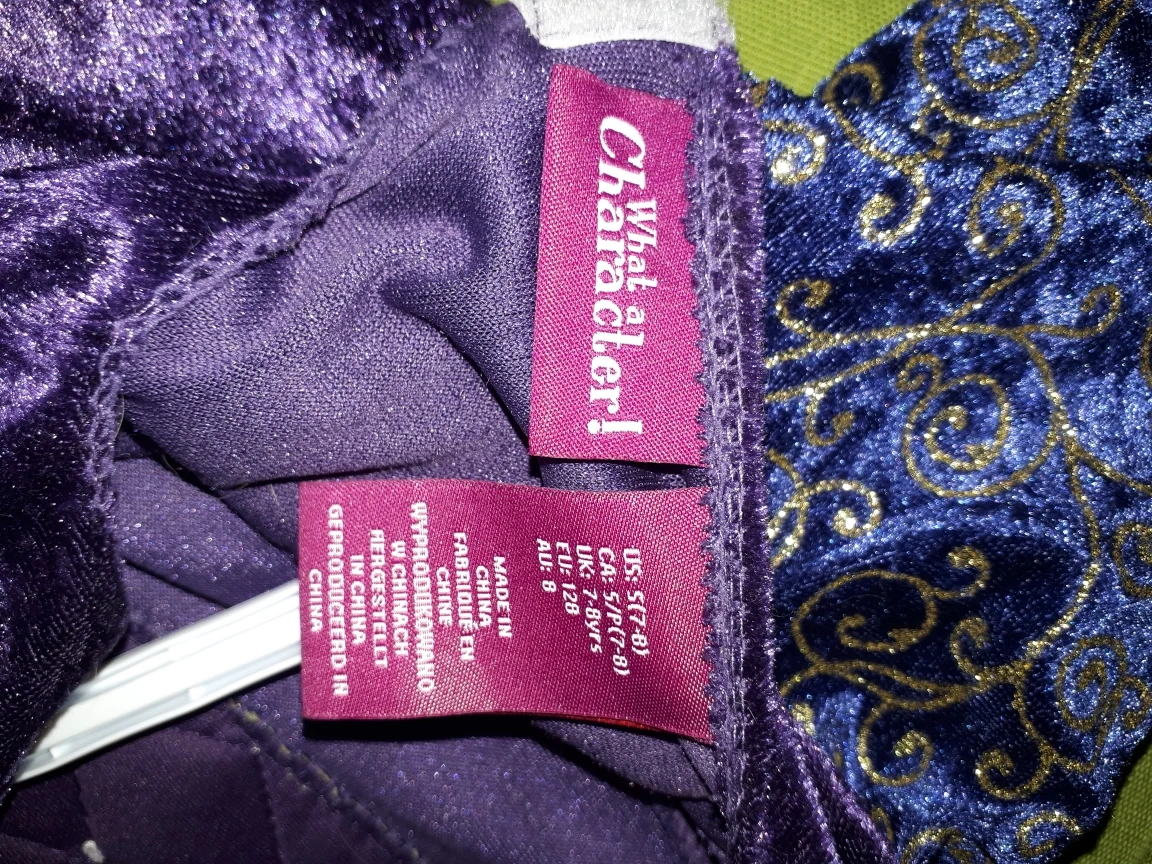 What a
Character!
US: S(7-8)
CA: S/P(7-8)
UK: 7-8yrs
EU: 128
AU: 8
MADE IN
CHINA
FABRIQUE EN
CHINE
WYPRODUKOWANO
W CHINACH
HERGESTELLT
IN CHINA
GEPRODUCEERD IN
CHINA